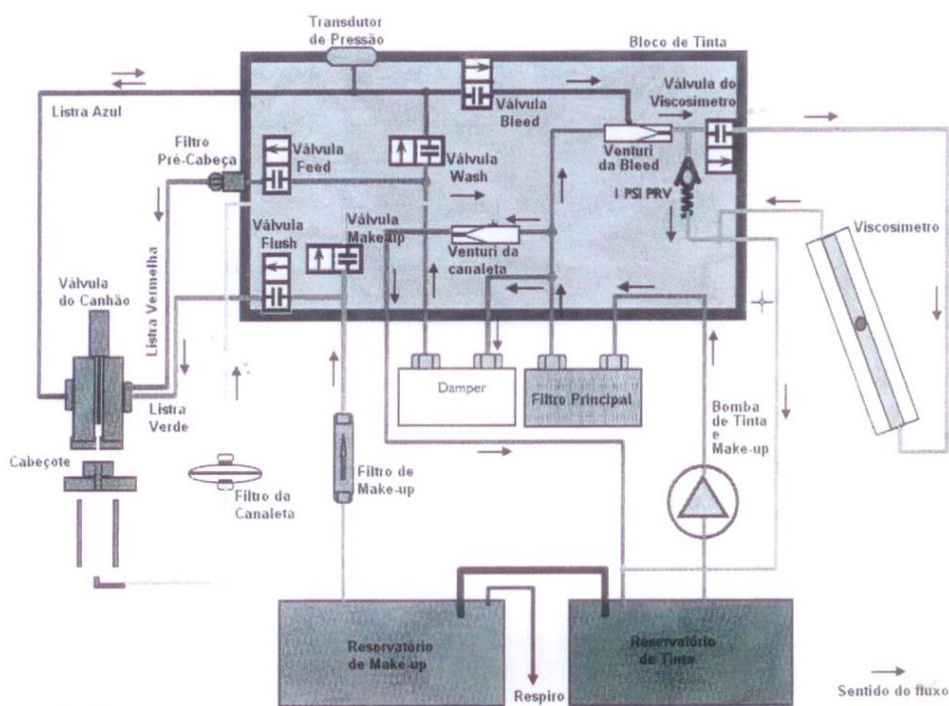 Transdutor
de Pressão
Bloco de Tinta
Listra Azul
Válvula
Bleed
Válvula do
Viscosímetro
Filtro
Pré-Cabeça
Válvula
Feed
Válvula
Wash
Venturi
da Bleed
1 PSI PRV
Válvula
Flush
Válvula
Make-up
Venturi da
canaleta
Viscosímetro
Válvula
do Canhão
Listra Vermelha
Listra
Verde
Damper
Filtro Principal
Bomba
de Tinta
e
Make-up
Cabeçote
Filtro da
Canaleta
Filtro de
Make-up
Reservatório
de Make-up
Reservatório
de Tinta
Respiro
Sentido do fluxo